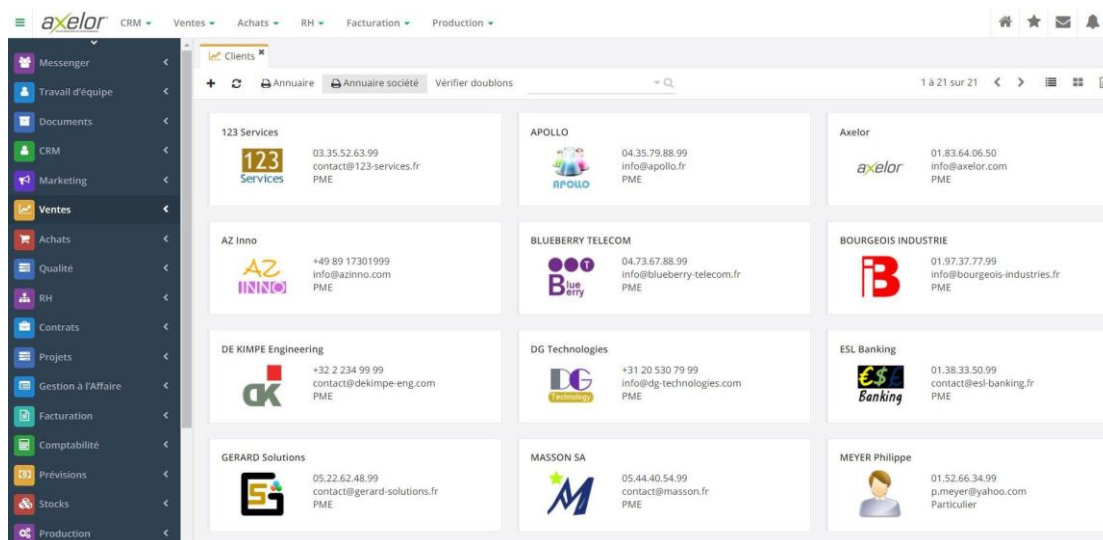 axelor CRM Ventes Achats RH Facturation Production
Messenger
Travail d'équipe
Documents
CRM
Marketing
Ventes
Achats
Qualité
RH
Contrats
Projets
Gestion à l'Affaire
Facturation
Comptabilité
Prévisions
Stocks
Production
Clients
Annuaire Annuaire société Vérifier doublons 1 à 21 sur 21
123 Services
123
Services
03.35.52.63.99
contact@123-services.fr
PME
APOLLO
APOLLO
04.35.79.88.99
info@apollo.fr
PME
Axelor
axelor
01.83.64.06.50
info@axelor.com
PME
AZ Inno
AZ
INNO
+49 89 17301999
info@azinno.com
PME
BLUEBERRY TELECOM
T
Blue
Berry
04.73.67.88.99
info@blueberry-telecom.fr
PME
BOURGEOIS INDUSTRIE
B
01.97.37.77.99
info@bourgeois-industries.fr
PME
DE KIMPE Engineering
DK
+32 2 234 99 99
contact@dekimpe-eng.com
PME
DG Technologies
DG
Technology
+31 20 530 79 99
info@dg-technologies.com
PME
ESL Banking
€$£
Banking
01.38.33.50.99
contact@esl-banking.fr
PME
GERARD Solutions
GS
05.22.62.48.99
contact@gerard-solutions.fr
PME
MASSON SA
M
05.44.40.54.99
contact@masson.fr
PME
MEYER Philippe
01.52.66.34.99
p.meyer@yahoo.com
Particulier